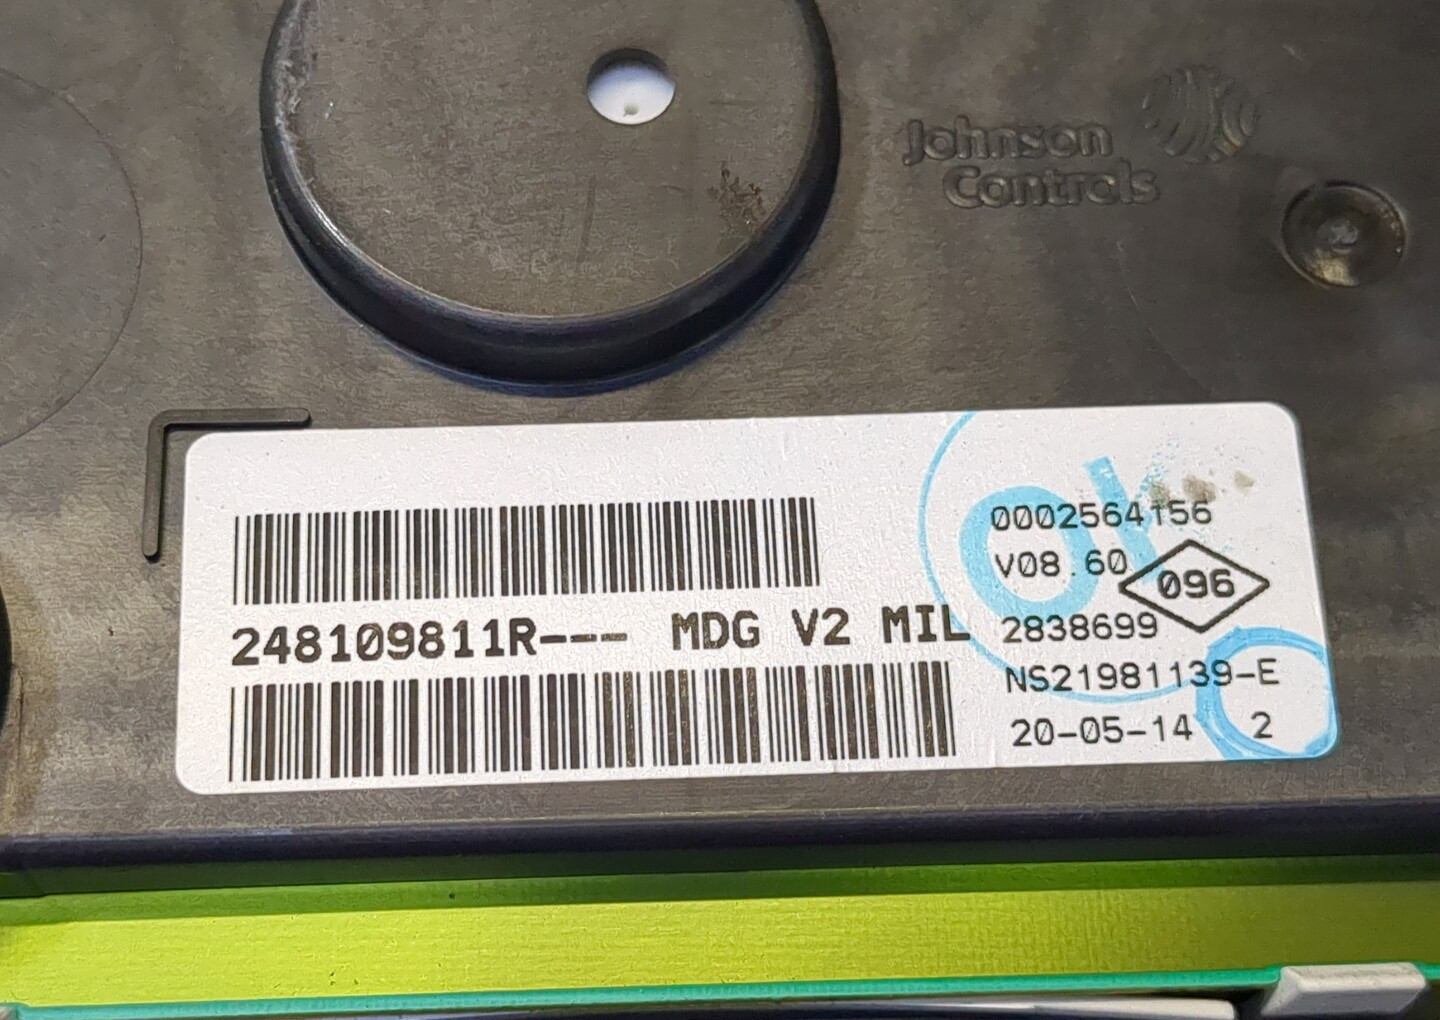 Johnson
Controls
OK
0002564156
V08.60
096
248109811R--- MDG V2 MIL
2838699
NS21981139-E
20-05-14 2